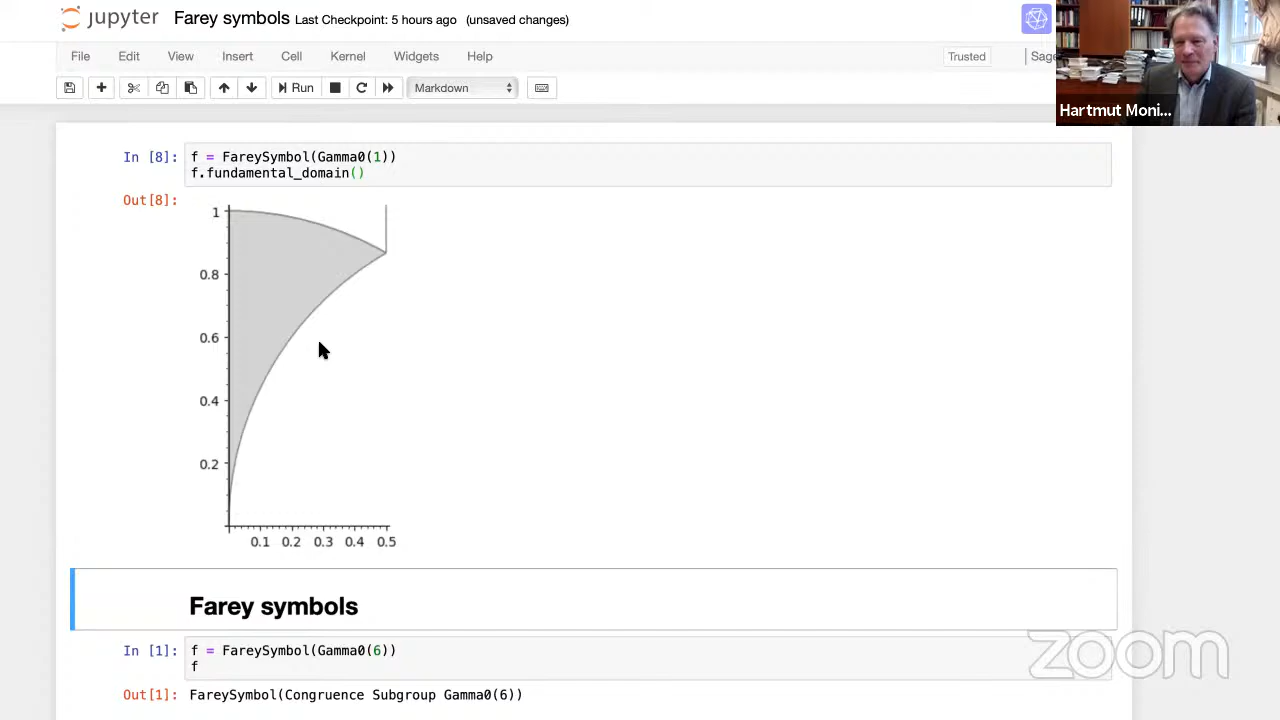 jupyter Farey symbols Last Checkpoint: 5 hours ago (unsaved changes)
File Edit View Insert Cell Kernel Widgets Help Trusted Sage
Run Markdown
Hartmut Moni...
In [8]: f = FareySymbol(Gamma0(1))
f.fundamental_domain()
Out[8]:
1
0.8
0.6
0.4
0.2
0.1 0.2 0.3 0.4 0.5
Farey symbols
In [1]: f = FareySymbol(Gamma0(6))
f
Out[1]: FareySymbol(Congruence Subgroup Gamma0(6))
zoom